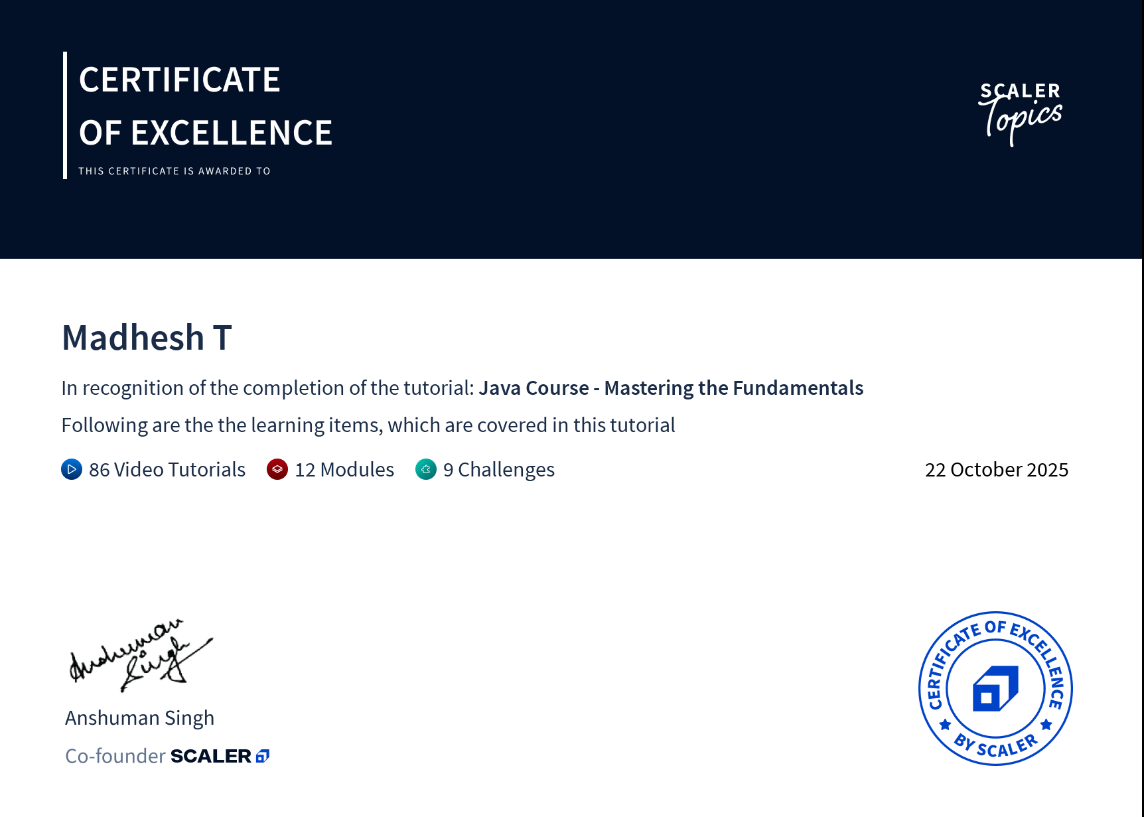 CERTIFICATE
OF EXCELLENCE
THIS CERTIFICATE IS AWARDED TO
SCALER
Topics
Madhesh T
In recognition of the completion of the tutorial: Java Course - Mastering the Fundamentals
Following are the the learning items, which are covered in this tutorial
86 Video Tutorials 12 Modules 9 Challenges 22 October 2025
Anshuman
Singh
Anshuman Singh
Co-founder SCALER
CERTIFICATE OF EXCELLENCE
BY SCALER